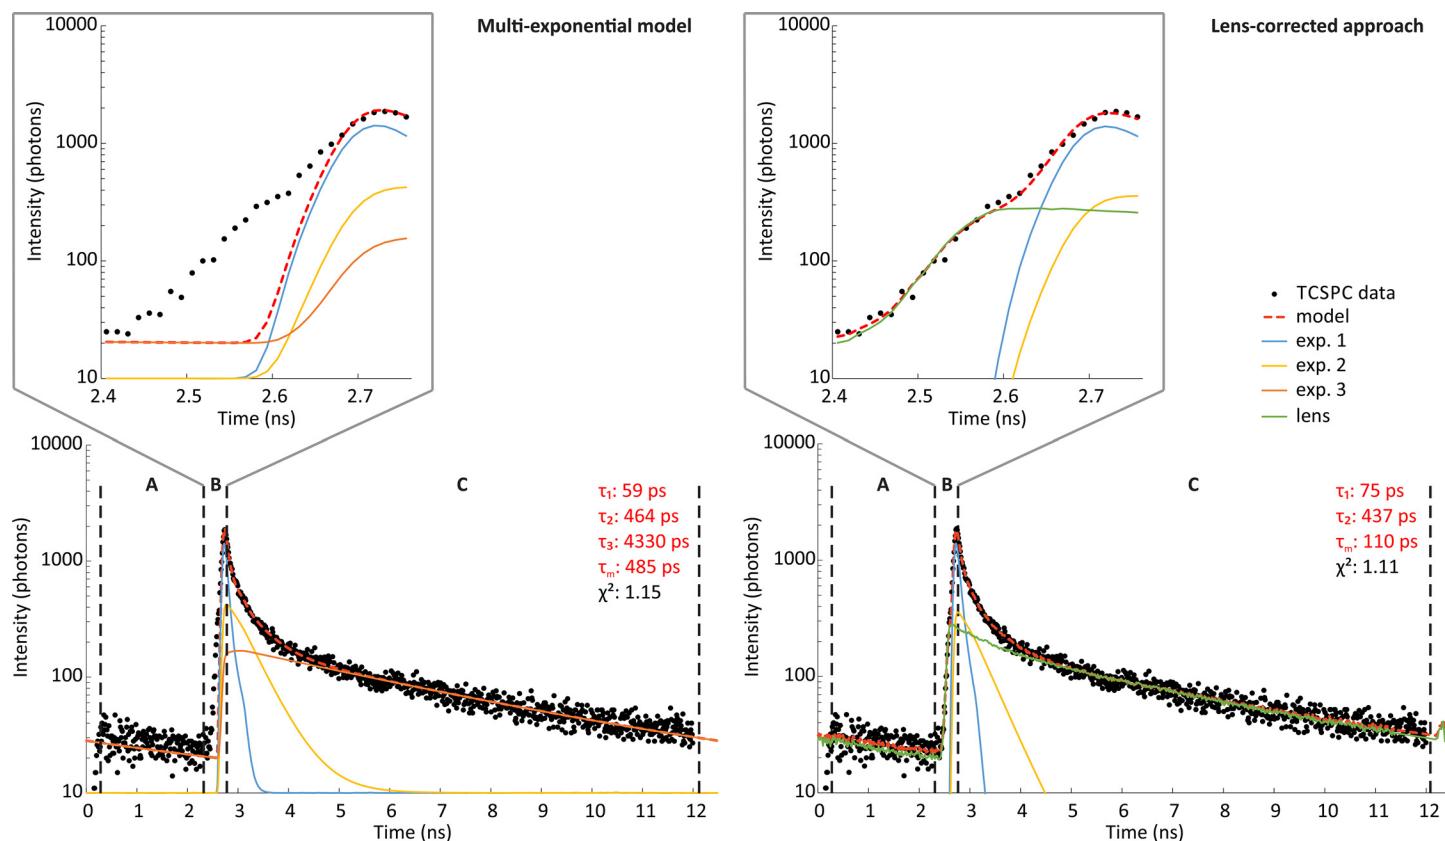 Multi-exponential model
10000
1000
100
10
Intensity (photons)
2.4 2.5 2.6 2.7
Time (ns)
10000
1000
100
10
Intensity (photons)
A B C
τ₁: 59 ps
τ₂: 464 ps
τ₃: 4330 ps
τₘ: 485 ps
χ²: 1.15
0 1 2 3 4 5 6 7 8 9 10 11 12
Time (ns)
Lens-corrected approach
10000
1000
100
10
Intensity (photons)
2.4 2.5 2.6 2.7
Time (ns)
TCSPC data
model
exp. 1
exp. 2
exp. 3
lens
10000
1000
100
10
Intensity (photons)
A B C
τ₁: 75 ps
τ₂: 437 ps
τₘ: 110 ps
χ²: 1.11
0 1 2 3 4 5 6 7 8 9 10 11 12
Time (ns)